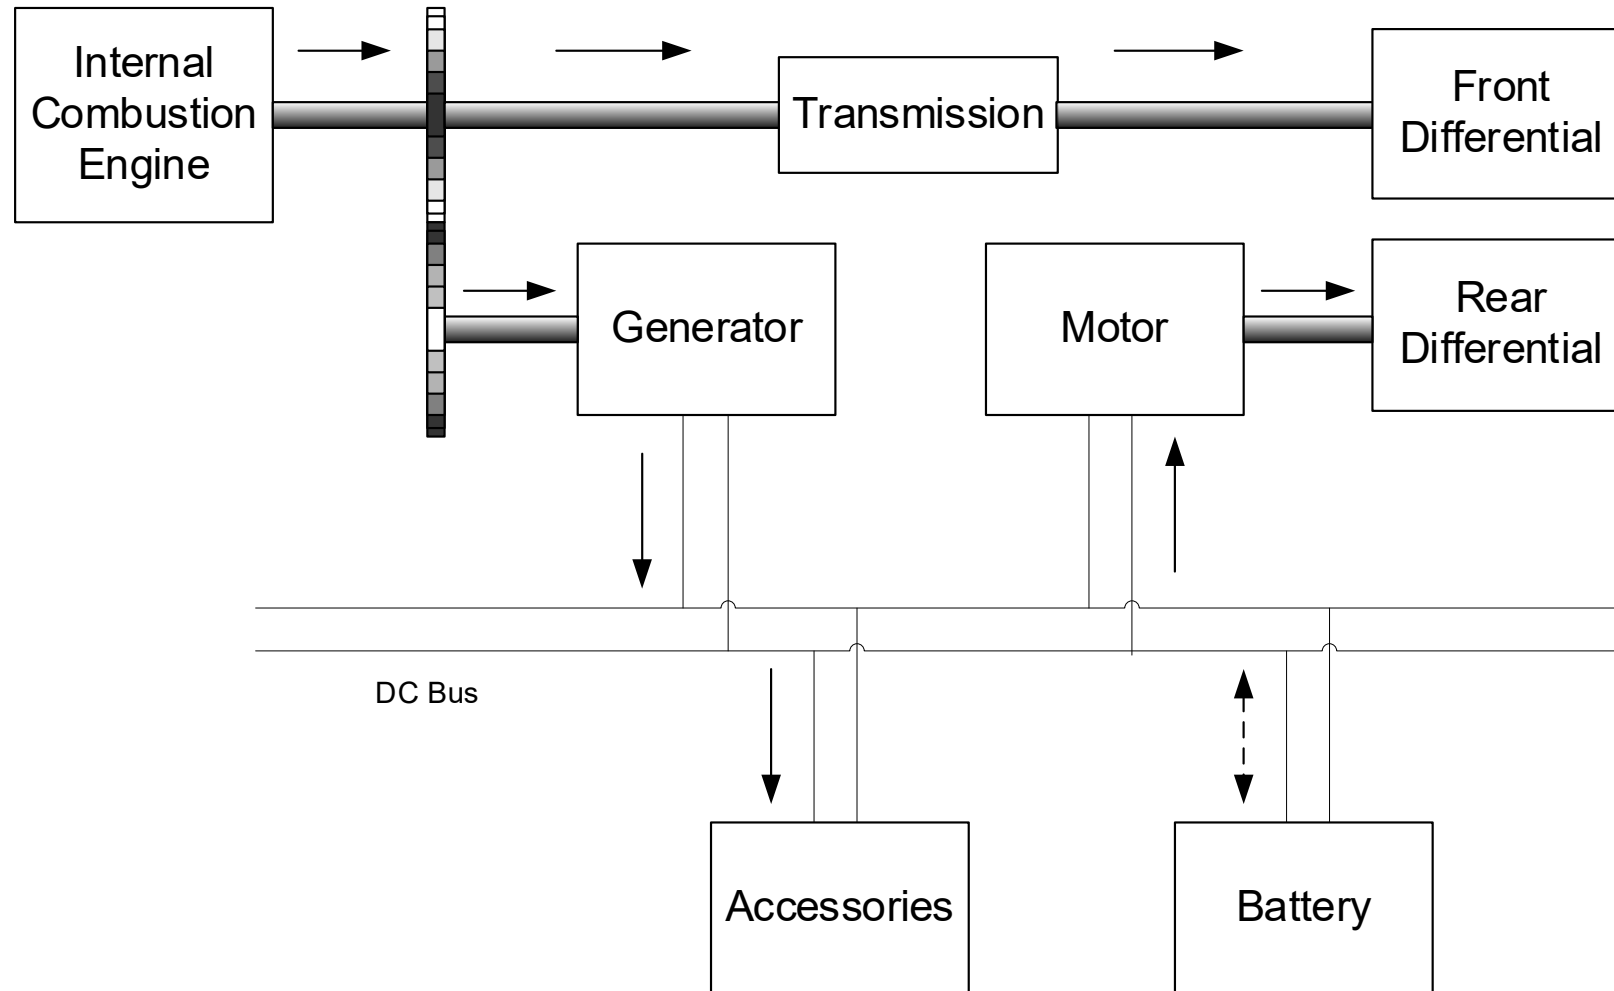 Internal
Combustion
Engine
Transmission
Front
Differential
Generator
Motor
Rear
Differential
DC Bus
Accessories
Battery